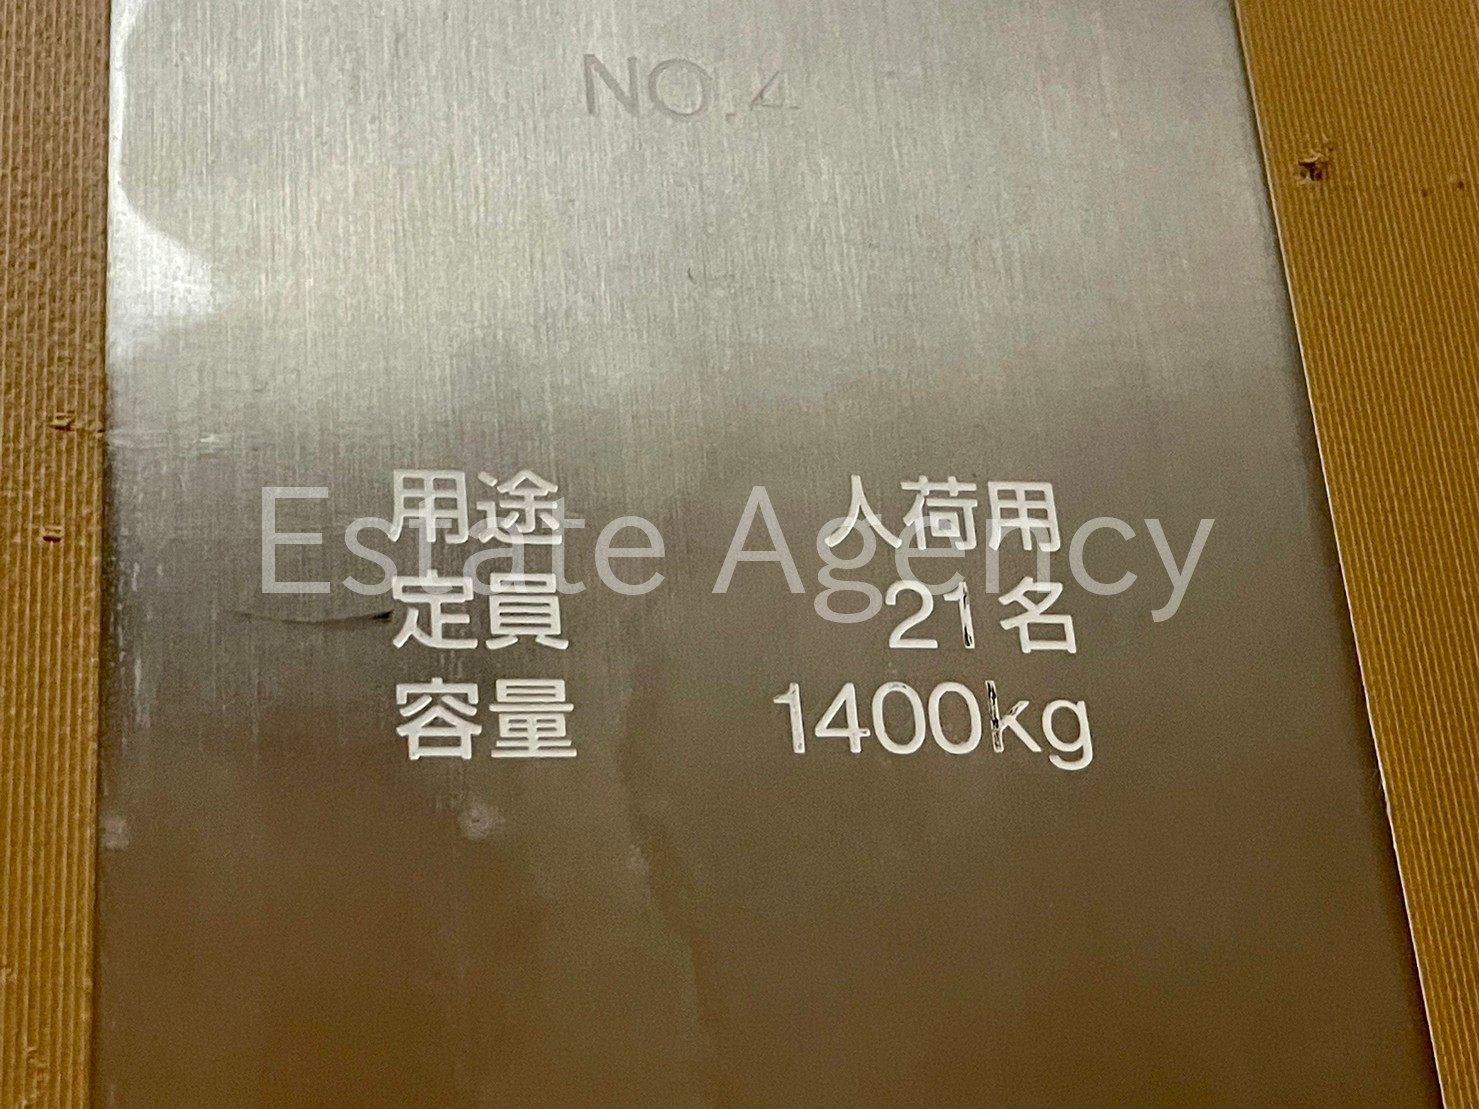 NO.4
用途 人荷用
Estate Agency
定員 21名
容量 1400kg